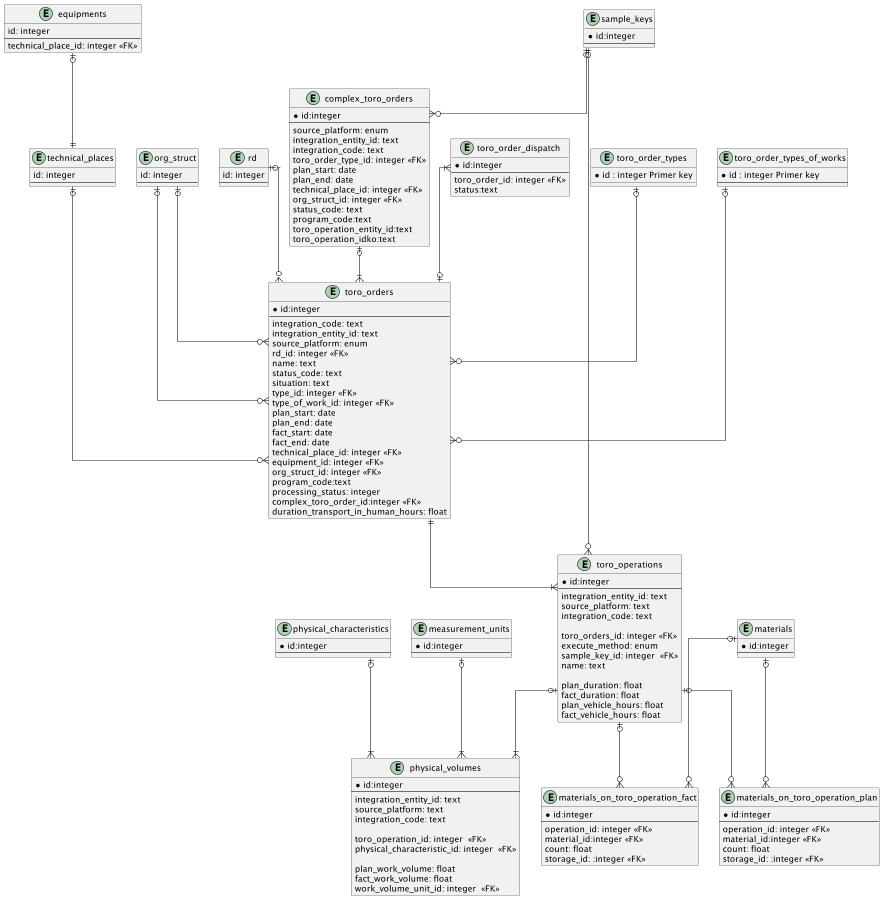 E equipments
id: integer
technical_place_id: integer «FK»
E sample_keys
* id:integer
E complex_toro_orders
* id:integer
source_platform: enum
integration_entity_id: text
integration_code: text
toro_order_type_id: integer «FK»
plan_start: date
plan_end: date
technical_place_id: integer «FK»
org_struct_id: integer «FK»
status_code: text
program_code:text
toro_operation_entity_id:text
toro_operation_idko:text
E technical_places
id: integer
E org_struct
id: integer
E rd
id: integer
E toro_order_dispatch
* id:integer
toro_order_id: integer «FK»
status:text
E toro_order_types
* id : integer Primer key
E toro_order_types_of_works
* id : integer Primer key
E toro_orders
* id:integer
integration_code: text
integration_entity_id: text
source_platform: enum
rd_id: integer «FK»
name: text
status_code: text
situation: text
type_id: integer «FK»
type_of_work_id: integer «FK»
plan_start: date
plan_end: date
fact_start: date
fact_end: date
technical_place_id: integer «FK»
equipment_id: integer «FK»
org_struct_id: integer «FK»
program_code:text
processing_status: integer
complex_toro_order_id:integer «FK»
duration_transport_in_human_hours: float
E toro_operations
* id:integer
integration_entity_id: text
source_platform: text
integration_code: text
toro_orders_id: integer «FK»
execute_method: enum
sample_key_id: integer «FK»
name: text
plan_duration: float
fact_duration: float
plan_vehicle_hours: float
fact_vehicle_hours: float
E physical_characteristics
* id:integer
E measurement_units
* id:integer
E materials
* id:integer
E physical_volumes
* id:integer
integration_entity_id: text
source_platform: text
integration_code: text
toro_operation_id: integer «FK»
physical_characteristic_id: integer «FK»
plan_work_volume: float
fact_work_volume: float
work_volume_unit_id: integer «FK»
E materials_on_toro_operation_fact
* id:integer
operation_id: integer «FK»
material_id:integer «FK»
count: float
storage_id: :integer «FK»
E materials_on_toro_operation_plan
* id:integer
operation_id: integer «FK»
material_id:integer «FK»
count: float
storage_id: :integer «FK»